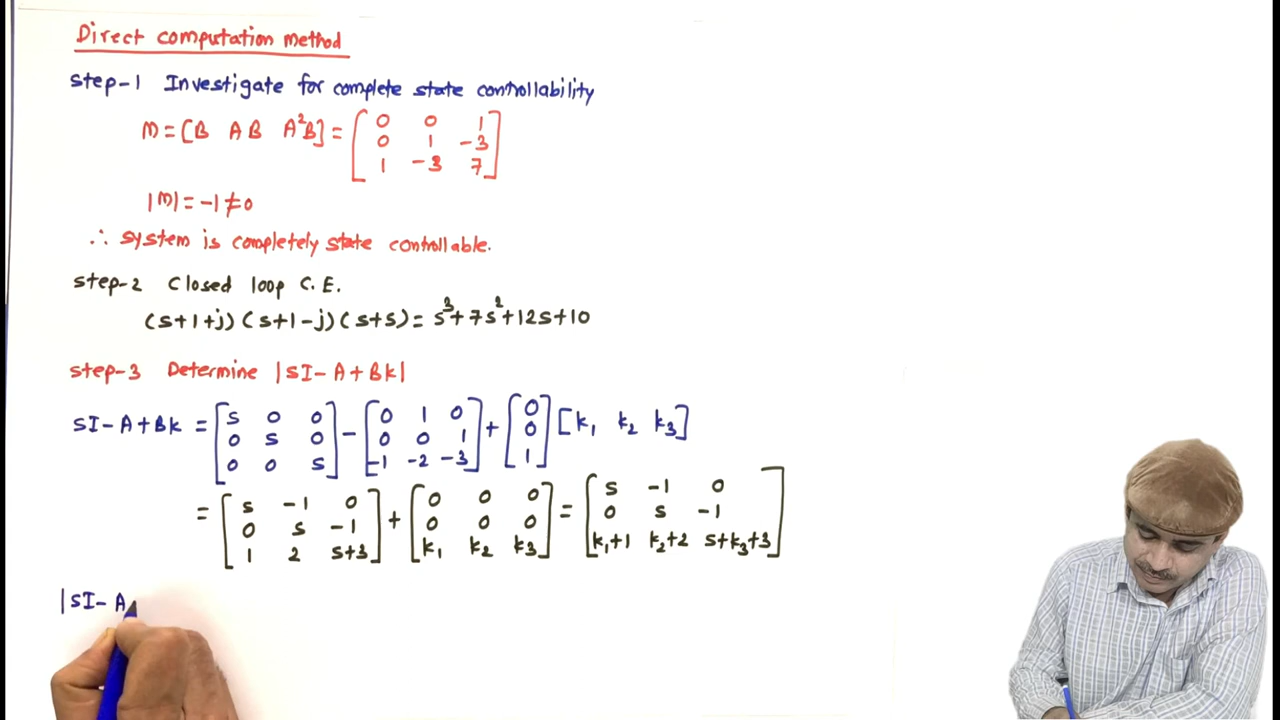 Direct computation method
step-1 Investigate for complete state controllability
M = [B AB A²B] = [0 0 1
0 1 -3
1 -3 7]
|M| = -1 ≠ 0
∴ system is completely state controllable.
step-2 Closed loop C.E.
(s+1+j)(s+1-j)(s+5) = s³+7s²+12s+10
step-3 Determine |SI-A+Bk|
SI-A+Bk = [s 0 0
0 s 0
0 0 s] - [0 1 0
0 0 1
-1 -2 -3] + [0
0
1] [k₁ k₂ k₃]
= [s -1 0
0 s -1
1 2 s+3] + [0 0 0
0 0 0
k₁ k₂ k₃] = [s -1 0
0 s -1
k₁+1 k₂+2 s+k₃+3]
|SI-A